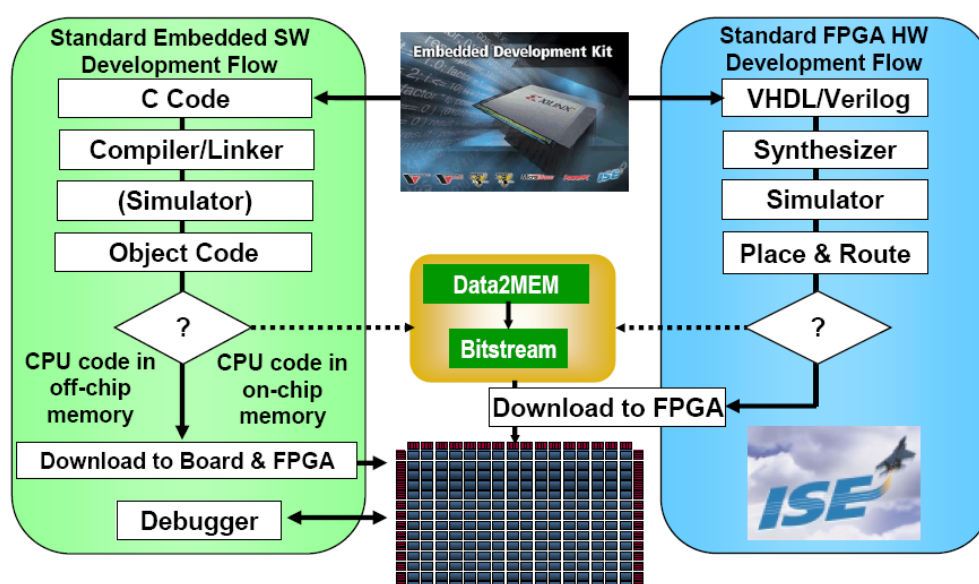 Standard Embedded SW
Development Flow
C Code
Compiler/Linker
(Simulator)
Object Code
?
CPU code in
off-chip
memory
CPU code in
on-chip
memory
Download to Board & FPGA
Debugger
Embedded Development Kit
XILINX
ISE
Data2MEM
Bitstream
Download to FPGA
Standard FPGA HW
Development Flow
VHDL/Verilog
Synthesizer
Simulator
Place & Route
?
ISE